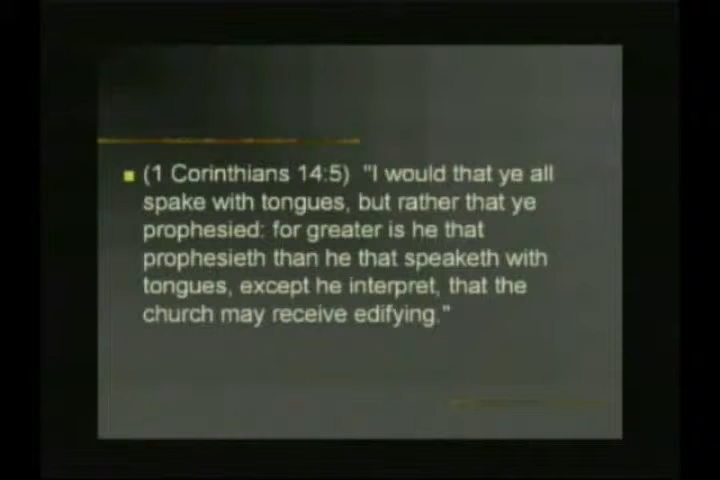 (1 Corinthians 14:5) "I would that ye all
spake with tongues, but rather that ye
prophesied: for greater is he that
prophesieth than he that speaketh with
tongues, except he interpret, that the
church may receive edifying."